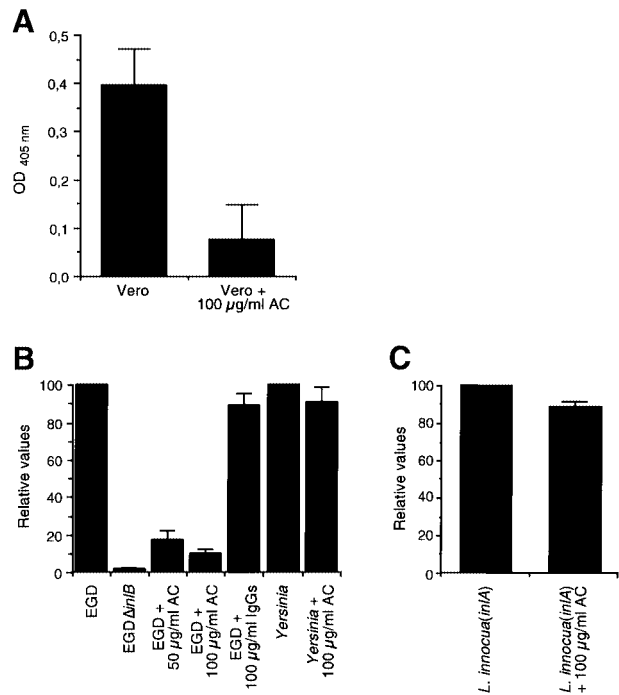 A
0,5
0,4
0,3
0,2
0,1
0,0
OD 405 nm
Vero
Vero +
100 µg/ml AC
B
100
80
60
40
20
0
Relative values
EGD
EGD ΔinlB
EGD +
50 µg/ml AC
EGD +
100 µg/ml AC
EGD +
100 µg/ml IgGs
Yersinia
Yersinia +
100 µg/ml AC
C
100
80
60
40
20
0
Relative values
L. innocua(inlA)
L. innocua(inlA)
+ 100 µg/ml AC